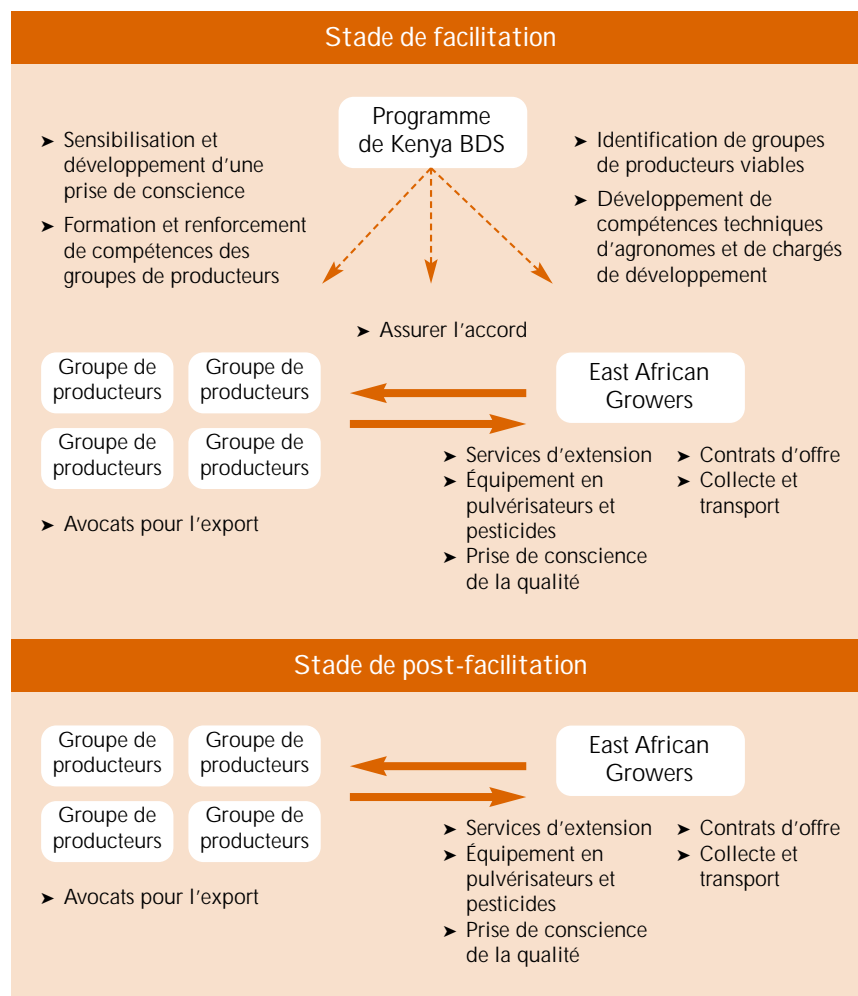 Stade de facilitation
Programme
de Kenya BDS
➤ Sensibilisation et
développement d’une
prise de conscience
➤ Formation et renforcement
de compétences des
groupes de producteurs
➤ Identification de groupes
de producteurs viables
➤ Développement de
compétences techniques
d’agronomes et de chargés
de développement
➤ Assurer l’accord
Groupe de
producteurs
Groupe de
producteurs
Groupe de
producteurs
Groupe de
producteurs
➤ Avocats pour l’export
East African
Growers
➤ Services d’extension
➤ Équipement en
pulvérisateurs et
pesticides
➤ Prise de conscience
de la qualité
➤ Contrats d’offre
➤ Collecte et
transport
Stade de post-facilitation
Groupe de
producteurs
Groupe de
producteurs
Groupe de
producteurs
Groupe de
producteurs
➤ Avocats pour l’export
East African
Growers
➤ Services d’extension
➤ Équipement en
pulvérisateurs et
pesticides
➤ Prise de conscience
de la qualité
➤ Contrats d’offre
➤ Collecte et
transport